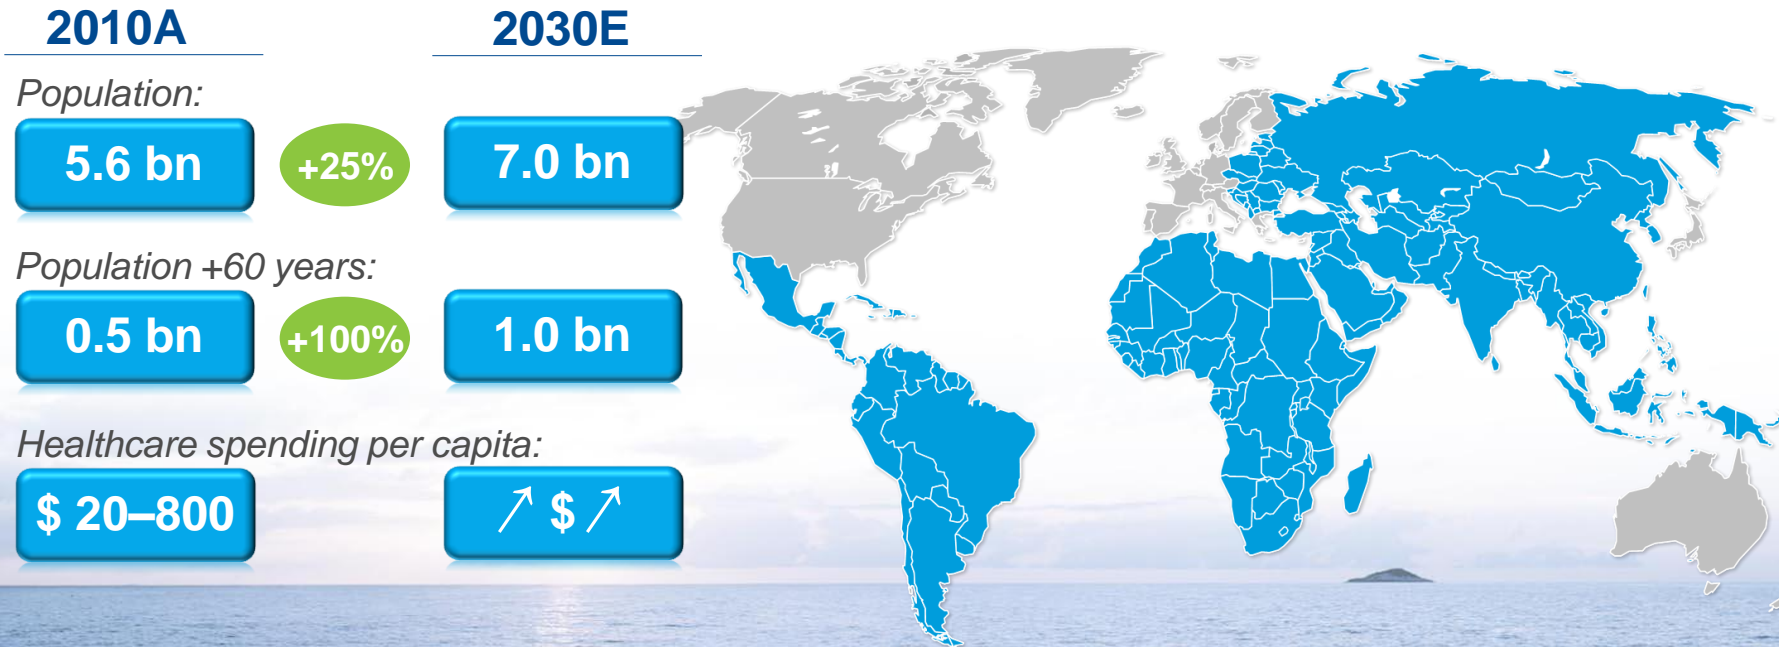 2010A 2030E
Population:
5.6 bn +25% 7.0 bn
Population +60 years:
0.5 bn +100% 1.0 bn
Healthcare spending per capita:
$ 20–800 ↗ $ ↗